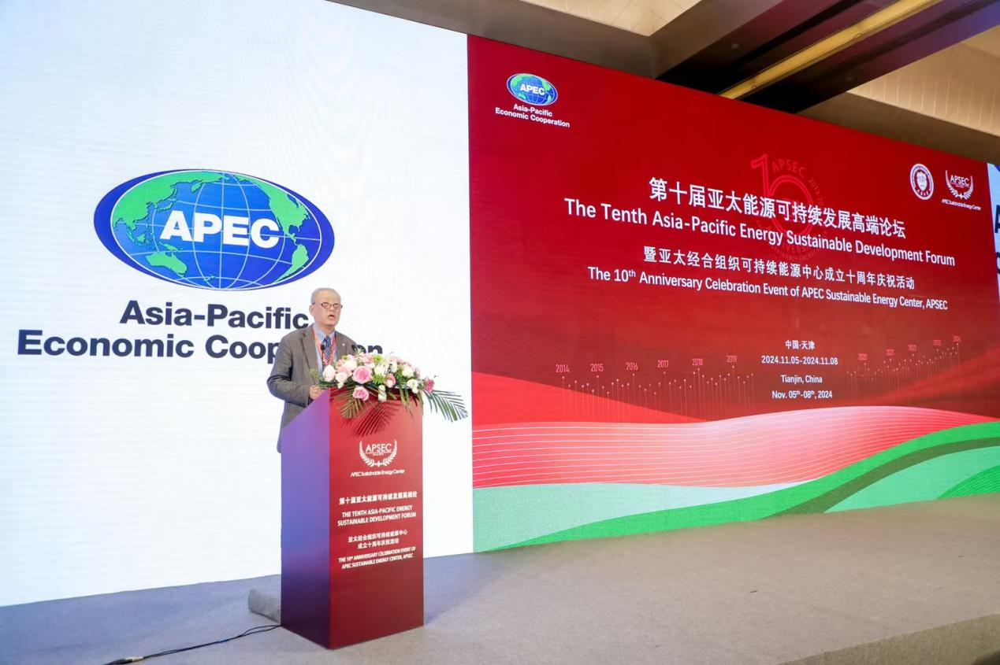 APEC
Asia-Pacific
Economic Coop
on
APEC
Asia-Pacific
Economic Cooperation
APSEC
APSEC
APEC Sustainable Energy Center
第十届亚太能源可持续发展高端论坛
The Tenth Asia-Pacific Energy Sustainable Development Forum
暨亚太经合组织可持续能源中心成立十周年庆祝活动
The 10th Anniversary Celebration Event of APEC Sustainable Energy Center, APSEC
中国·天津
2024.11.05-2024.11.08
Tianjin, China
Nov. 05th-08th, 2024
2014 2015 2016 2017 2018 2019 2020 2021 2022 2023 2024
APSEC
APEC Sustainable Energy Center
第十届亚太能源可持续发展高端论
THE TENTH ASIA-PACIFIC ENERGY
SUSTAINABLE DEVELOPMENT FORUM
亚太经合组织可持续能源中心
成立十周年庆祝活动
THE 10th ANNIVERSARY CELEBRATION EVENT OF
APEC SUSTAINABLE ENERGY CENTER, APSEC